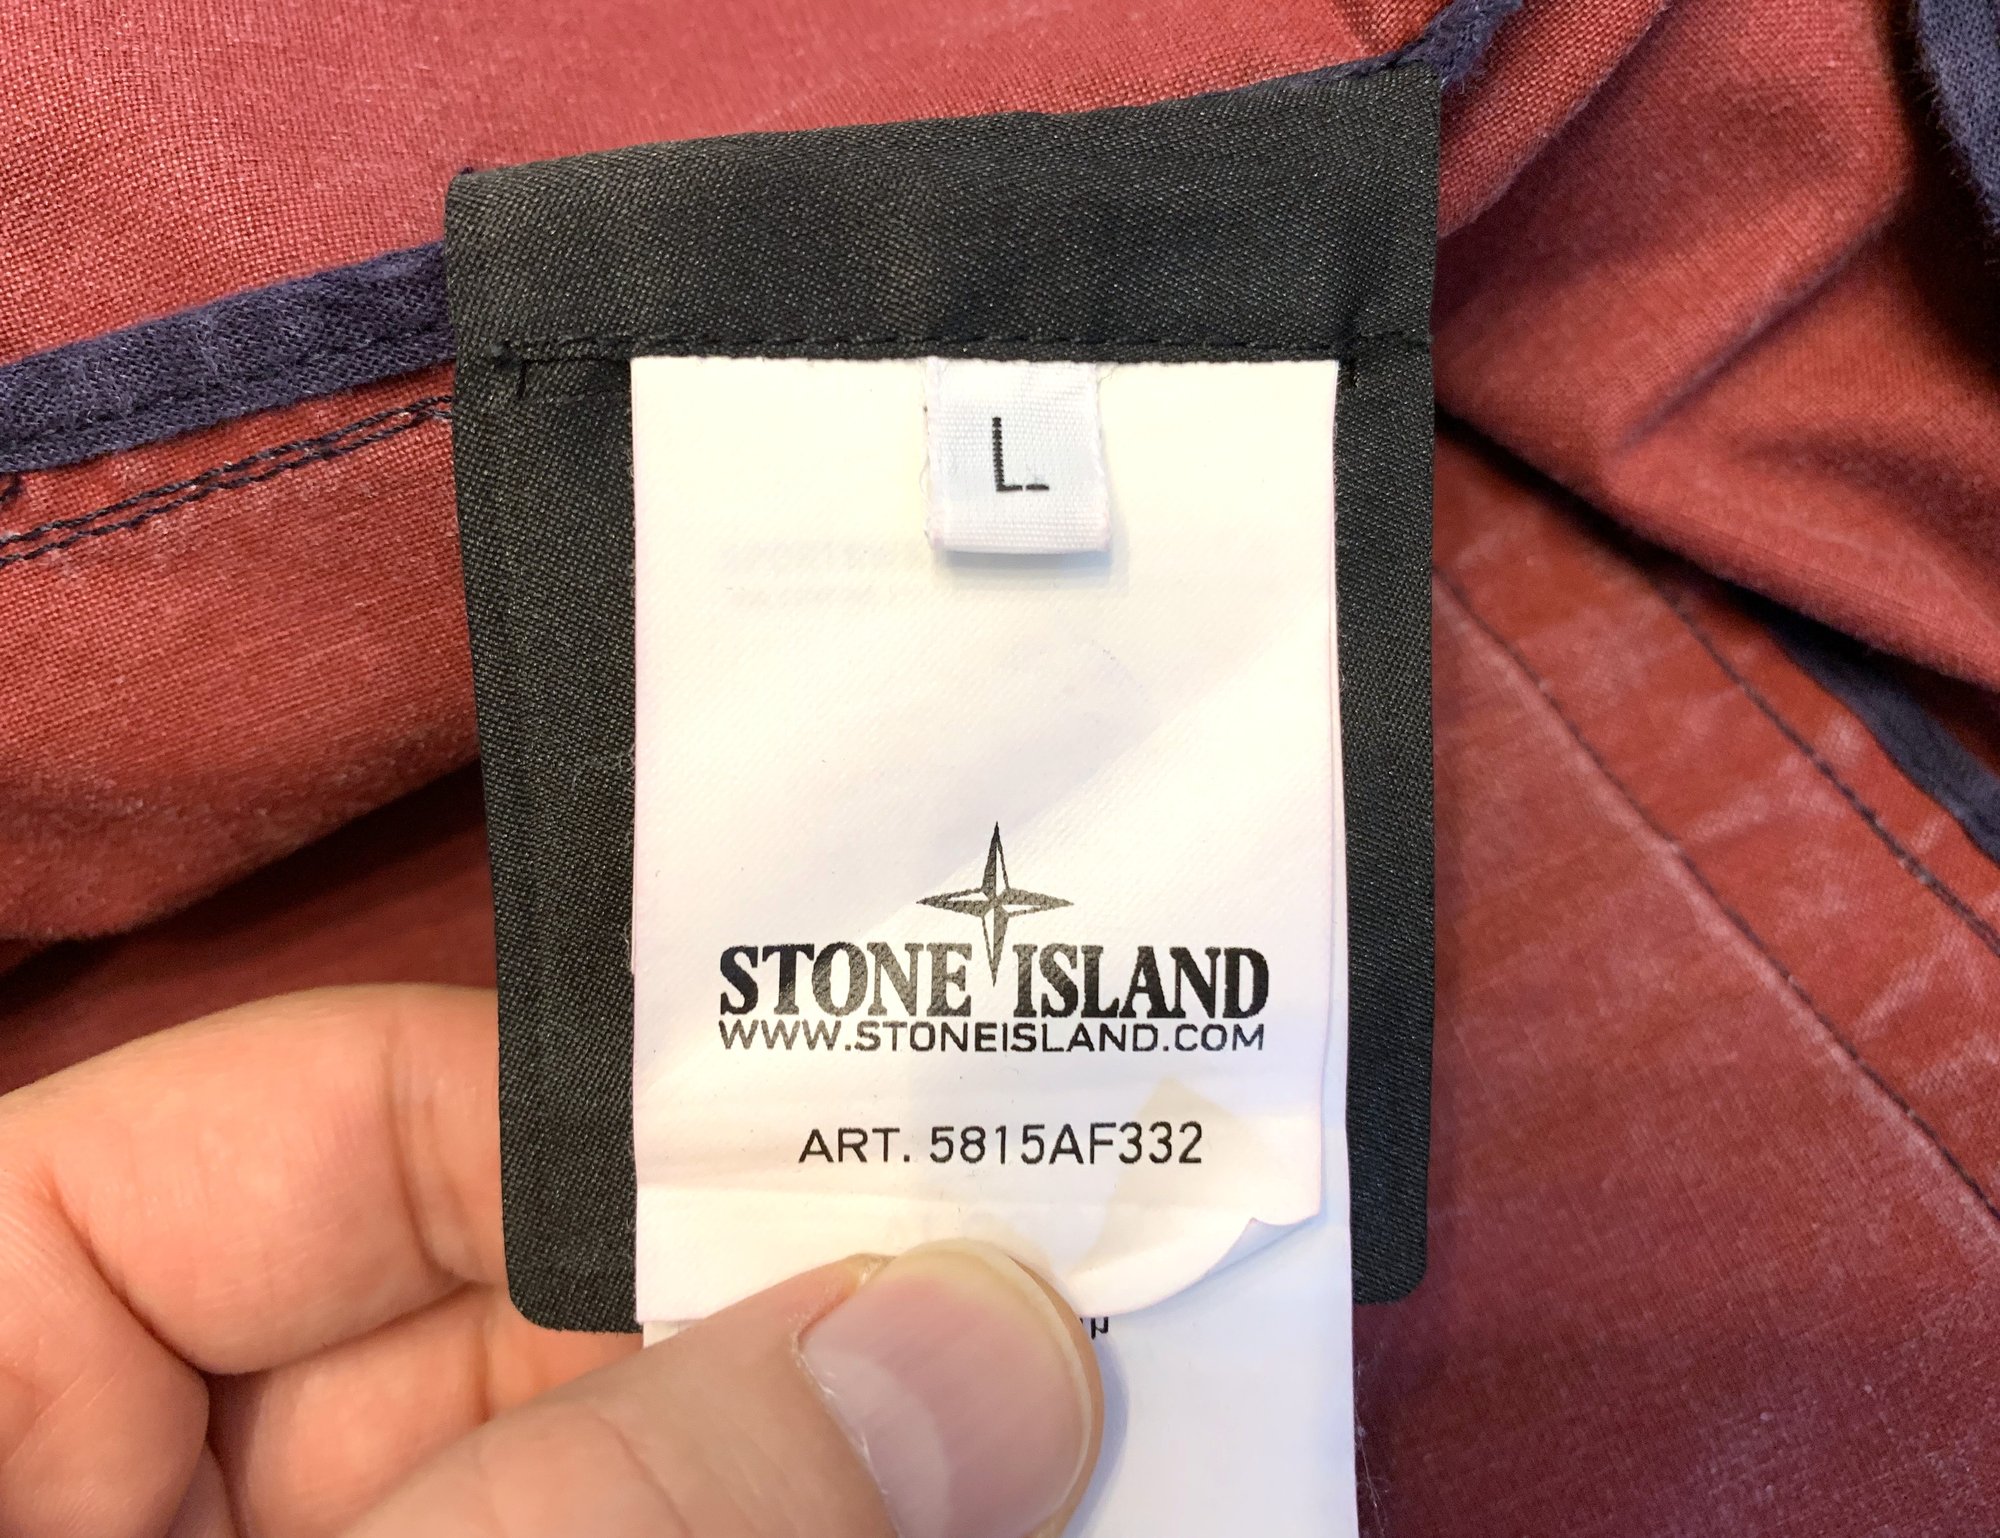 L
STONE ISLAND
WWW.STONEISLAND.COM
ART. 5815AF332